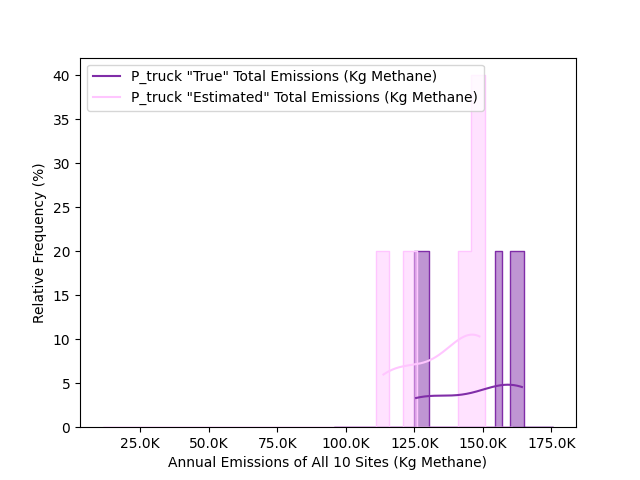 P_truck "True" Total Emissions (Kg Methane)
P_truck "Estimated" Total Emissions (Kg Methane)
40
35
30
25
20
15
10
5
0
Relative Frequency (%)
25.0K 50.0K 75.0K 100.0K 125.0K 150.0K 175.0K
Annual Emissions of All 10 Sites (Kg Methane)